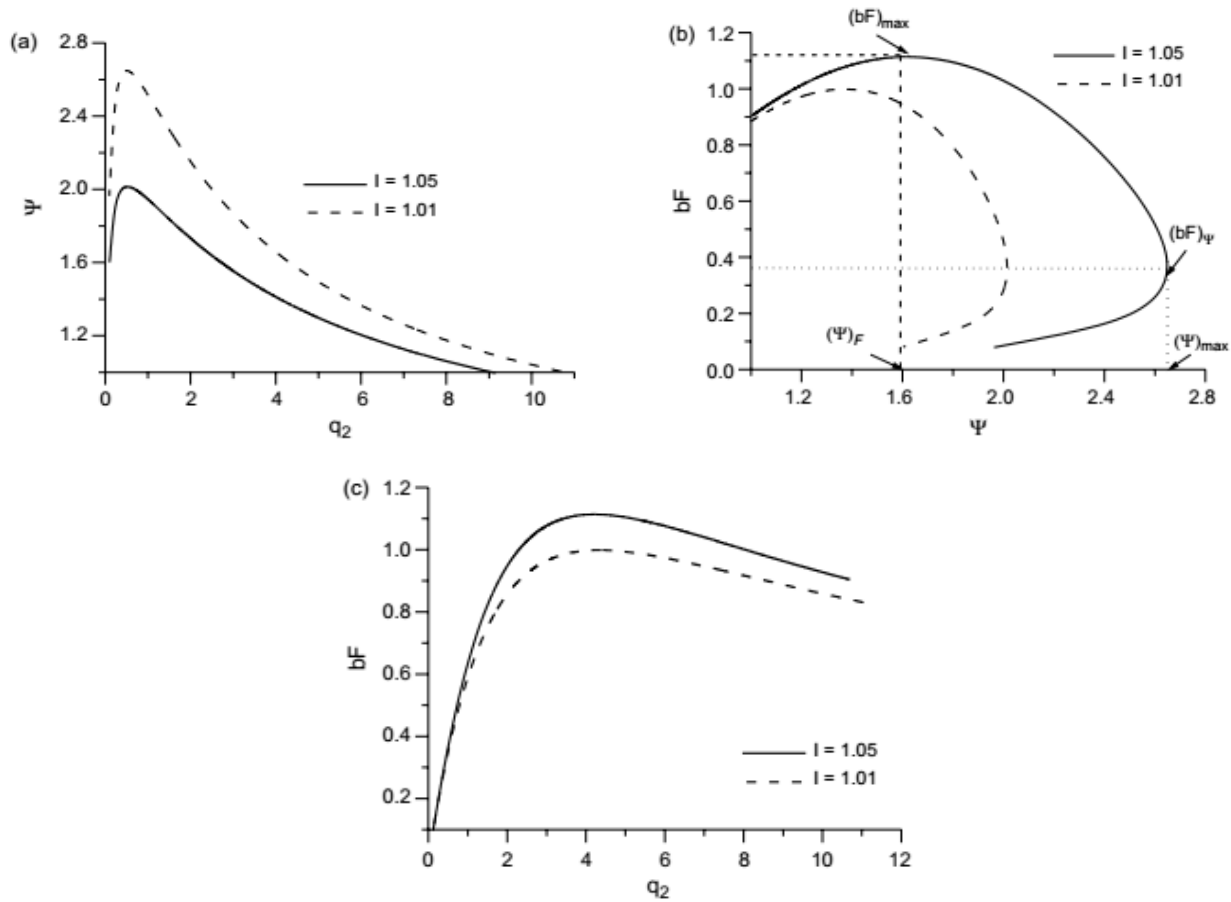 (a)
2.8
2.4
2.0
1.6
1.2
Ψ
I = 1.05
I = 1.01
0 2 4 6 8 10
q2
(b)
(bF)max
1.2
1.0
0.8
0.6
0.4
0.2
0.0
bF
I = 1.05
I = 1.01
(bF)Ψ
(Ψ)F
(Ψ)max
1.2 1.6 2.0 2.4 2.8
Ψ
(c)
1.2
1.0
0.8
0.6
0.4
0.2
bF
I = 1.05
I = 1.01
0 2 4 6 8 10 12
q2